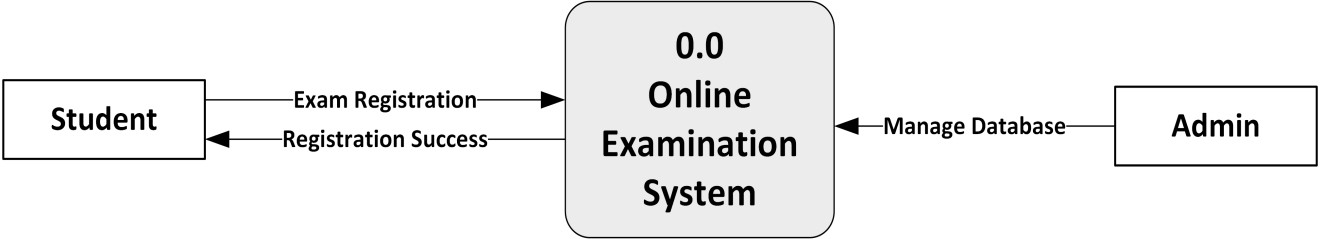 Student
Exam Registration
Registration Success
0.0
Online
Examination
System
Manage Database
Admin